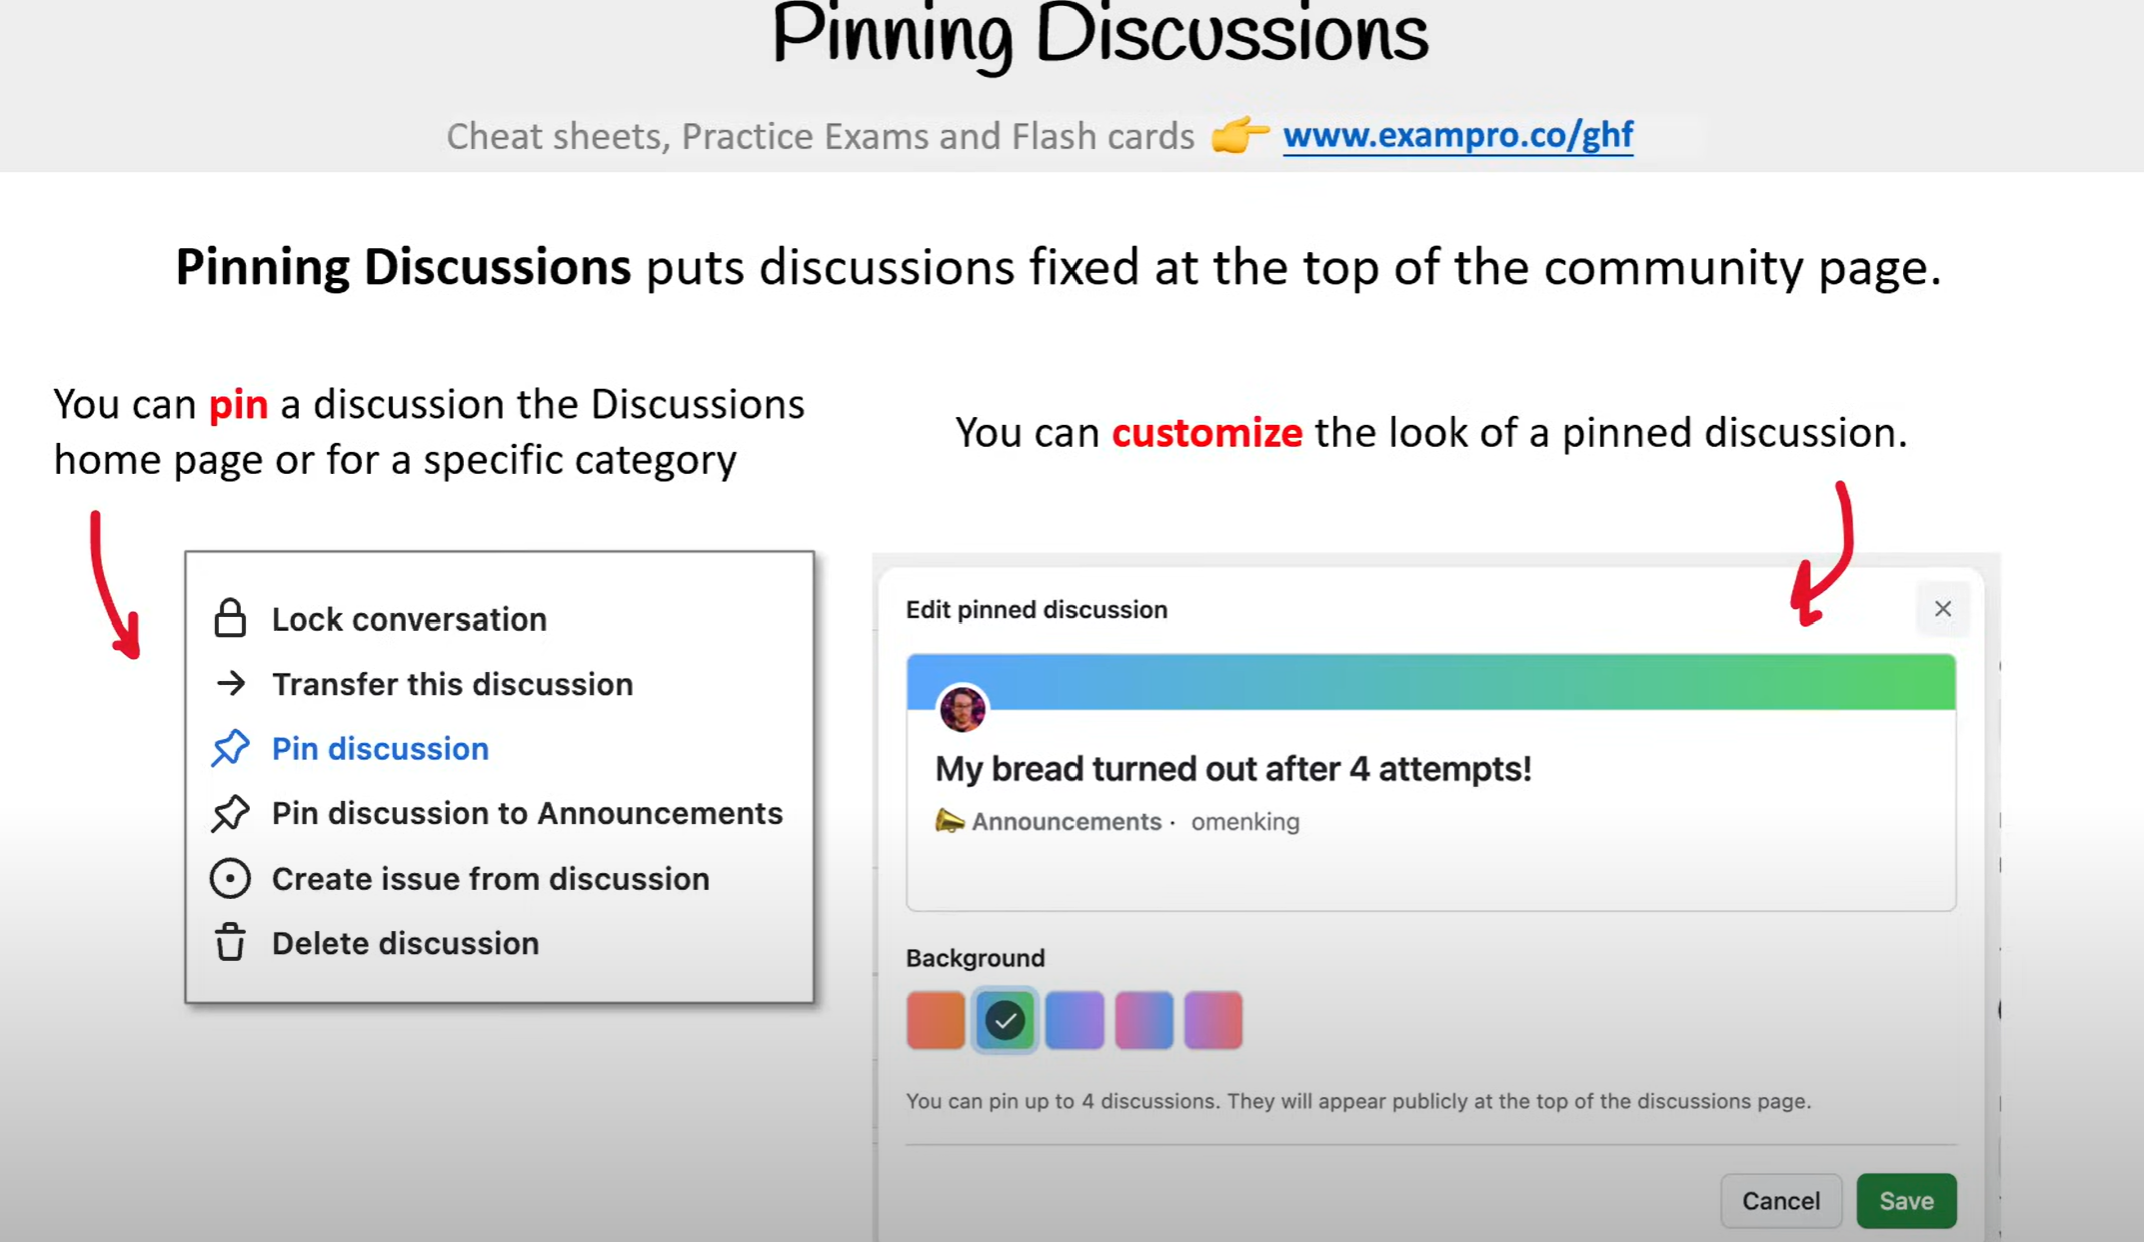 Pinning Discussions
Cheat sheets, Practice Exams and Flash cards 👉 www.exampro.co/ghf
Pinning Discussions puts discussions fixed at the top of the community page.
You can pin a discussion the Discussions
home page or for a specific category
Lock conversation
Transfer this discussion
Pin discussion
Pin discussion to Announcements
Create issue from discussion
Delete discussion
You can customize the look of a pinned discussion.
Edit pinned discussion
My bread turned out after 4 attempts!
Announcements · omenking
Background
You can pin up to 4 discussions. They will appear publicly at the top of the discussions page.
Cancel Save